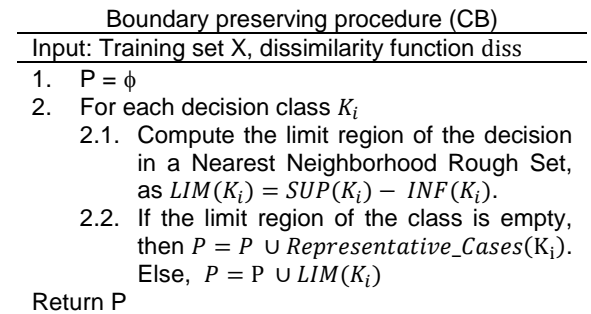 Boundary preserving procedure (CB)
Input: Training set X, dissimilarity function diss
1. P = ϕ
2. For each decision class 𝐾𝑖
2.1. Compute the limit region of the decision
in a Nearest Neighborhood Rough Set,
as 𝐿𝐼𝑀(𝐾𝑖) = 𝑆𝑈𝑃(𝐾𝑖) − 𝐼𝑁𝐹(𝐾𝑖).
2.2. If the limit region of the class is empty,
then 𝑃 = 𝑃 ∪ 𝑅𝑒𝑝𝑟𝑒𝑠𝑒𝑛𝑡𝑎𝑡𝑖𝑣𝑒_𝐶𝑎𝑠𝑒𝑠(Kᵢ).
Else, 𝑃 = P ∪ 𝐿𝐼𝑀(𝐾𝑖)
Return P